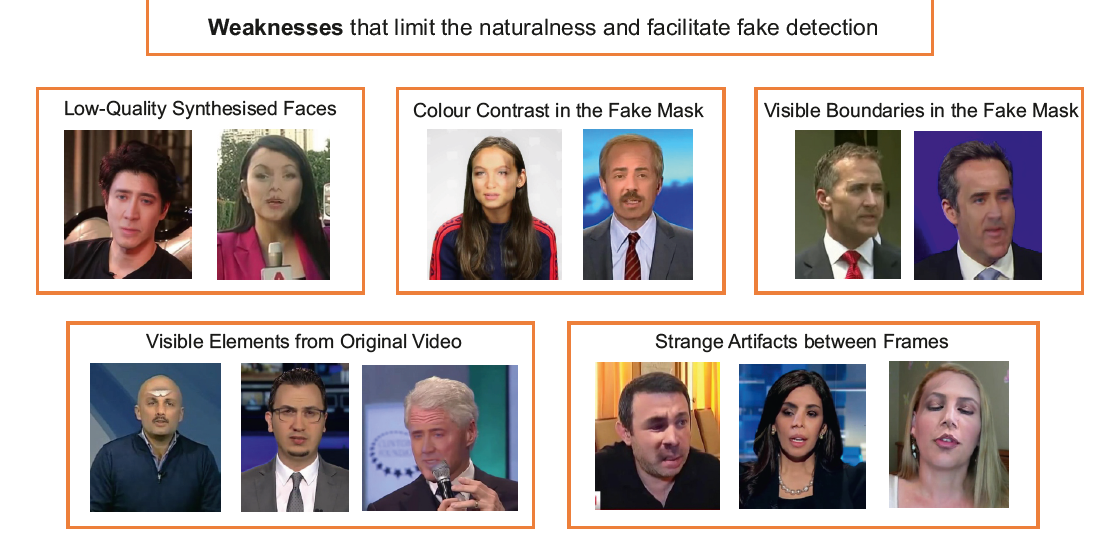 Weaknesses that limit the naturalness and facilitate fake detection
Low-Quality Synthesised Faces
Colour Contrast in the Fake Mask
Visible Boundaries in the Fake Mask
Visible Elements from Original Video
Strange Artifacts between Frames